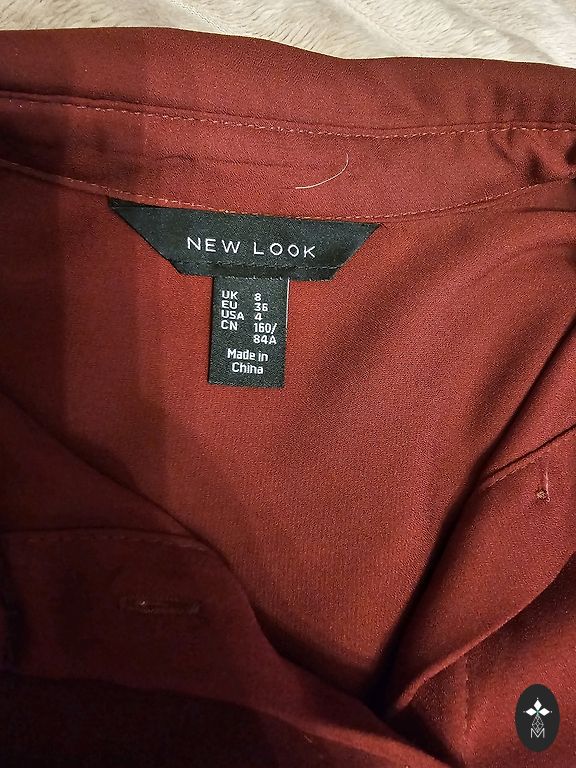 NEW LOOK
UK 8
EU 36
USA 4
CN 160/
84A
Made in
China
M